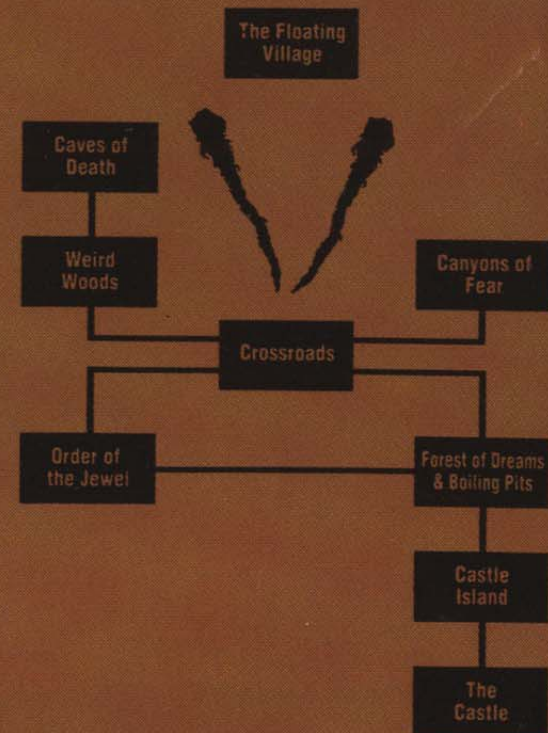 The Floating
Village
Caves of
Death
Weird
Woods
Canyons of
Fear
Crossroads
Order of
the Jewel
Forest of Dreams
& Boiling Pits
Castle
Island
The
Castle